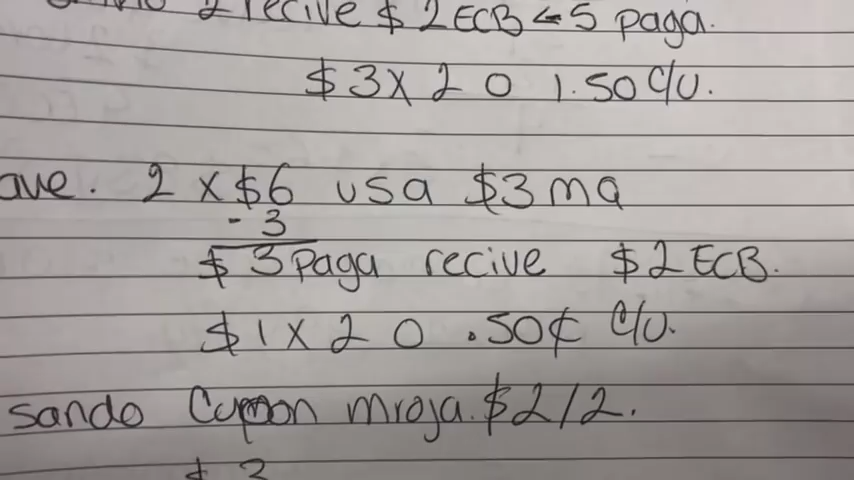 2 recive $ 2 ECB ← 5 paga.
$ 3 x 2 o 1.50 c/u.
ave. 2 x $6 usa $3 ma
- 3
$ 3 paga recive $2 ECB.
$ 1 x 2 o .50¢ c/u.
sando Cupon mroja. $2/2.
$ 3